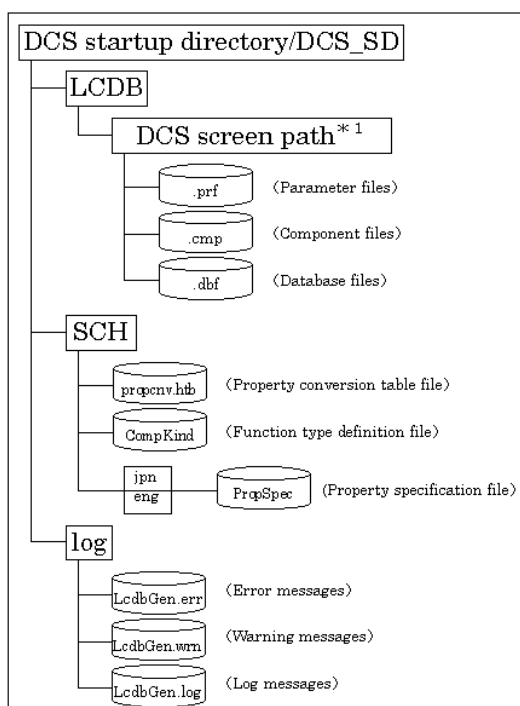 DCS startup directory/DCS_SD
LCDB
DCS screen path*1
.prf (Parameter files)
.cmp (Component files)
.dbf (Database files)
SCH
propcnv.htb (Property conversion table file)
CompKind (Function type definition file)
jpn
eng
PropSpec (Property specification file)
log
LcdbGen.err (Error messages)
LcdbGen.wrn (Warning messages)
LcdbGen.log (Log messages)